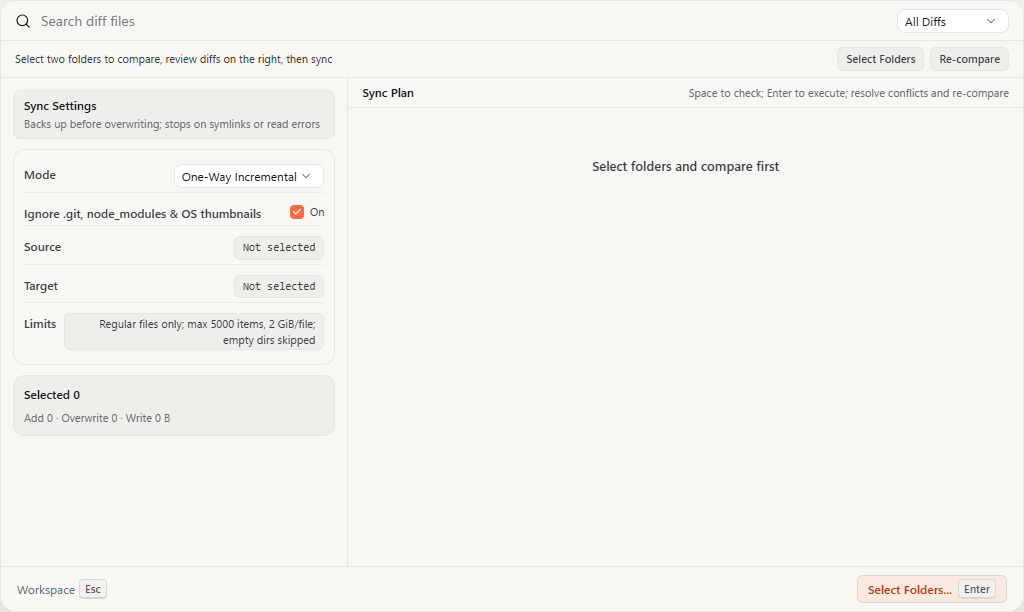 Search diff files
All Diffs
Select two folders to compare, review diffs on the right, then sync
Select Folders
Re-compare
Sync Settings
Backs up before overwriting; stops on symlinks or read errors
Mode
One-Way Incremental
Ignore .git, node_modules & OS thumbnails
On
Source
Not selected
Target
Not selected
Limits
Regular files only; max 5000 items, 2 GiB/file;
empty dirs skipped
Selected 0
Add 0 · Overwrite 0 · Write 0 B
Sync Plan
Space to check; Enter to execute; resolve conflicts and re-compare
Select folders and compare first
Workspace
Esc
Select Folders...
Enter